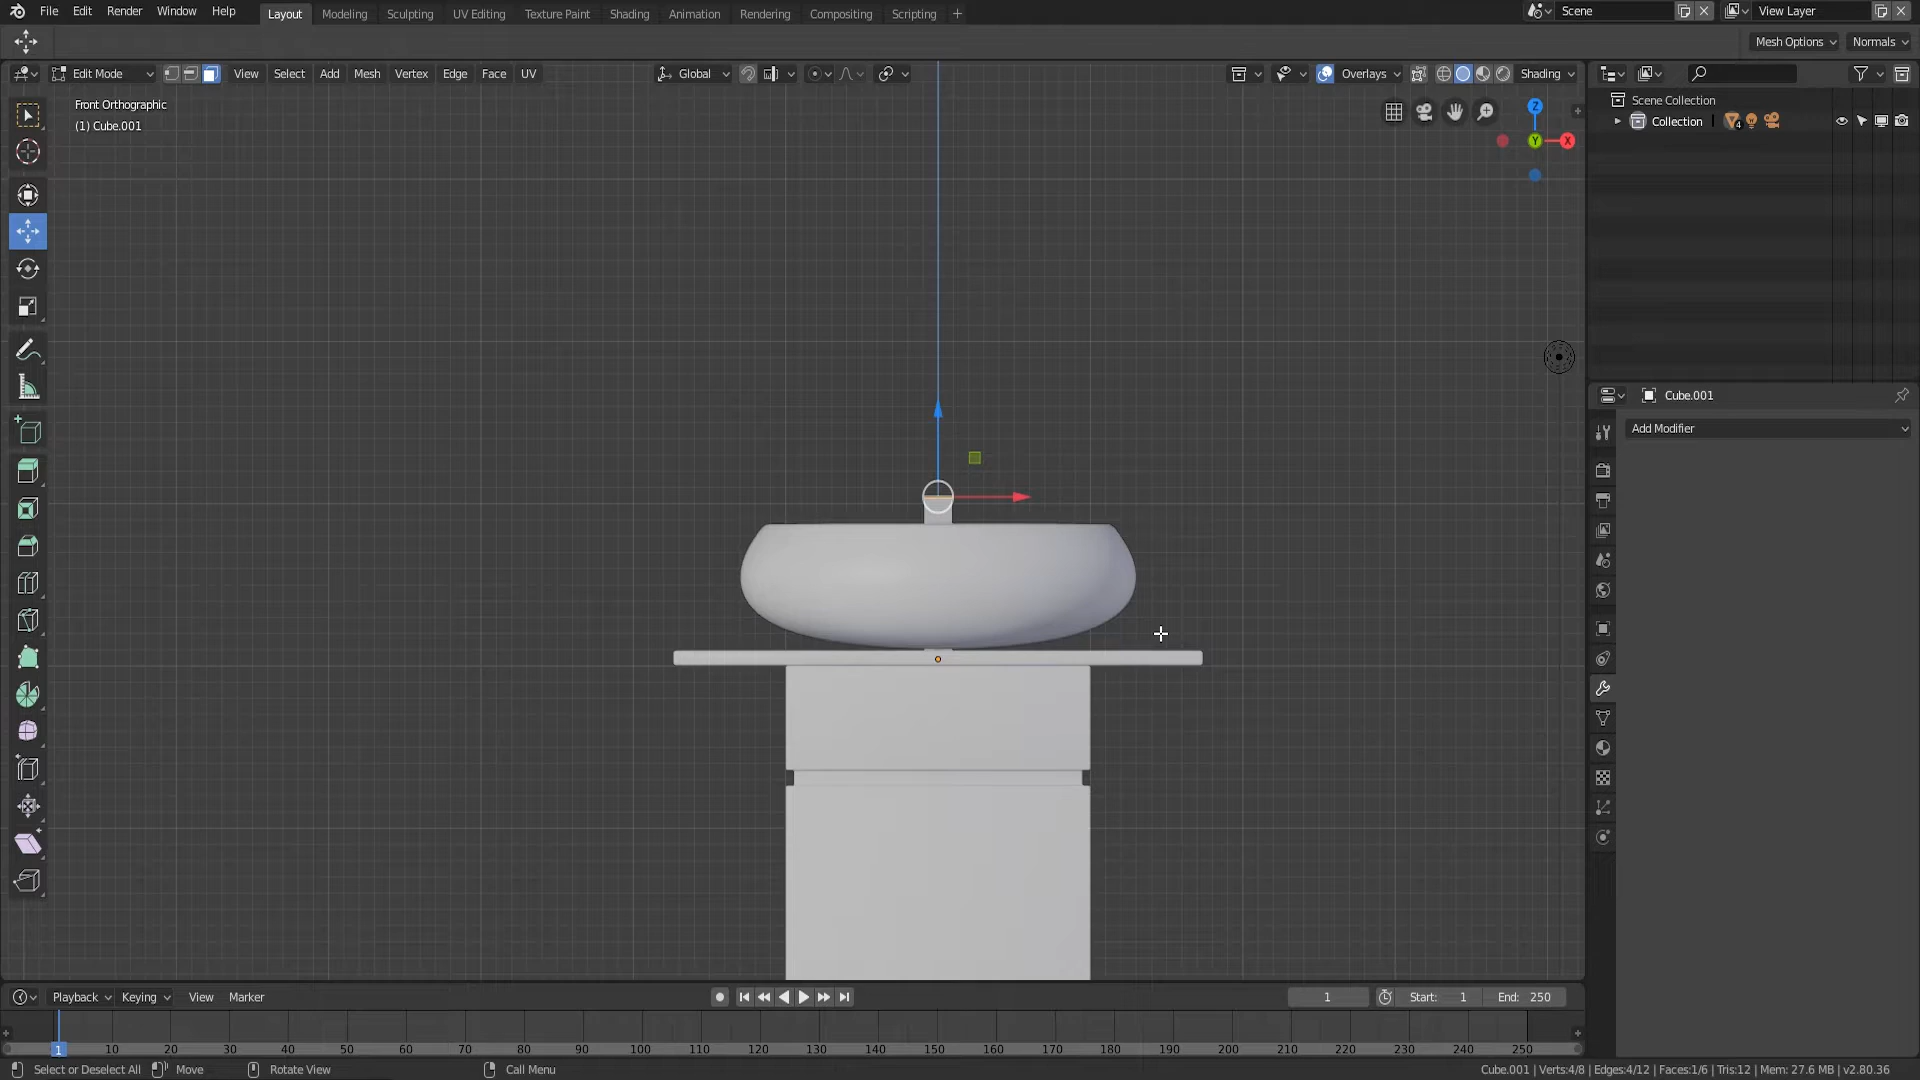 File Edit Render Window Help Layout Modeling Sculpting UV Editing Texture Paint Shading Animation Rendering Compositing Scripting + Scene View Layer
Mesh Options Normals
Edit Mode View Select Add Mesh Vertex Edge Face UV Global Overlays Shading
Front Orthographic
(1) Cube.001
Z
Y
X
Scene Collection
Collection 4
Cube.001
Add Modifier
Playback Keying View Marker 1 Start: 1 End: 250
1 10 20 30 40 50 60 70 80 90 100 110 120 130 140 150 160 170 180 190 200 210 220 230 240 250
Select or Deselect All Move Rotate View Call Menu Cube.001 | Verts:4/8 | Edges:4/12 | Faces:1/6 | Tris:12 | Mem: 27.6 MB | v2.80.36